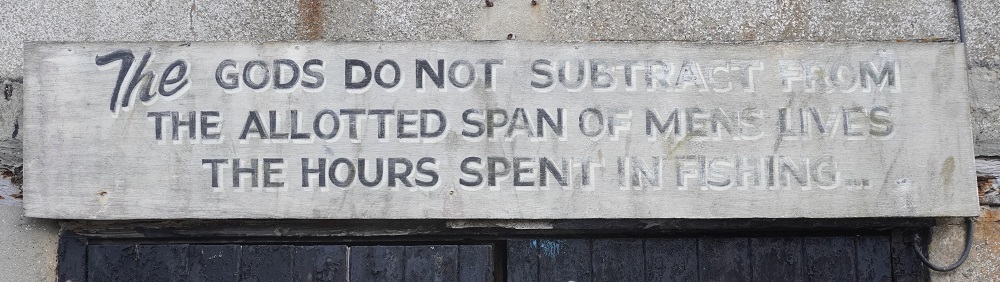 The GODS DO NOT SUBTRACT FROM
THE ALLOTTED SPAN OF MENS LIVES
THE HOURS SPENT IN FISHING...